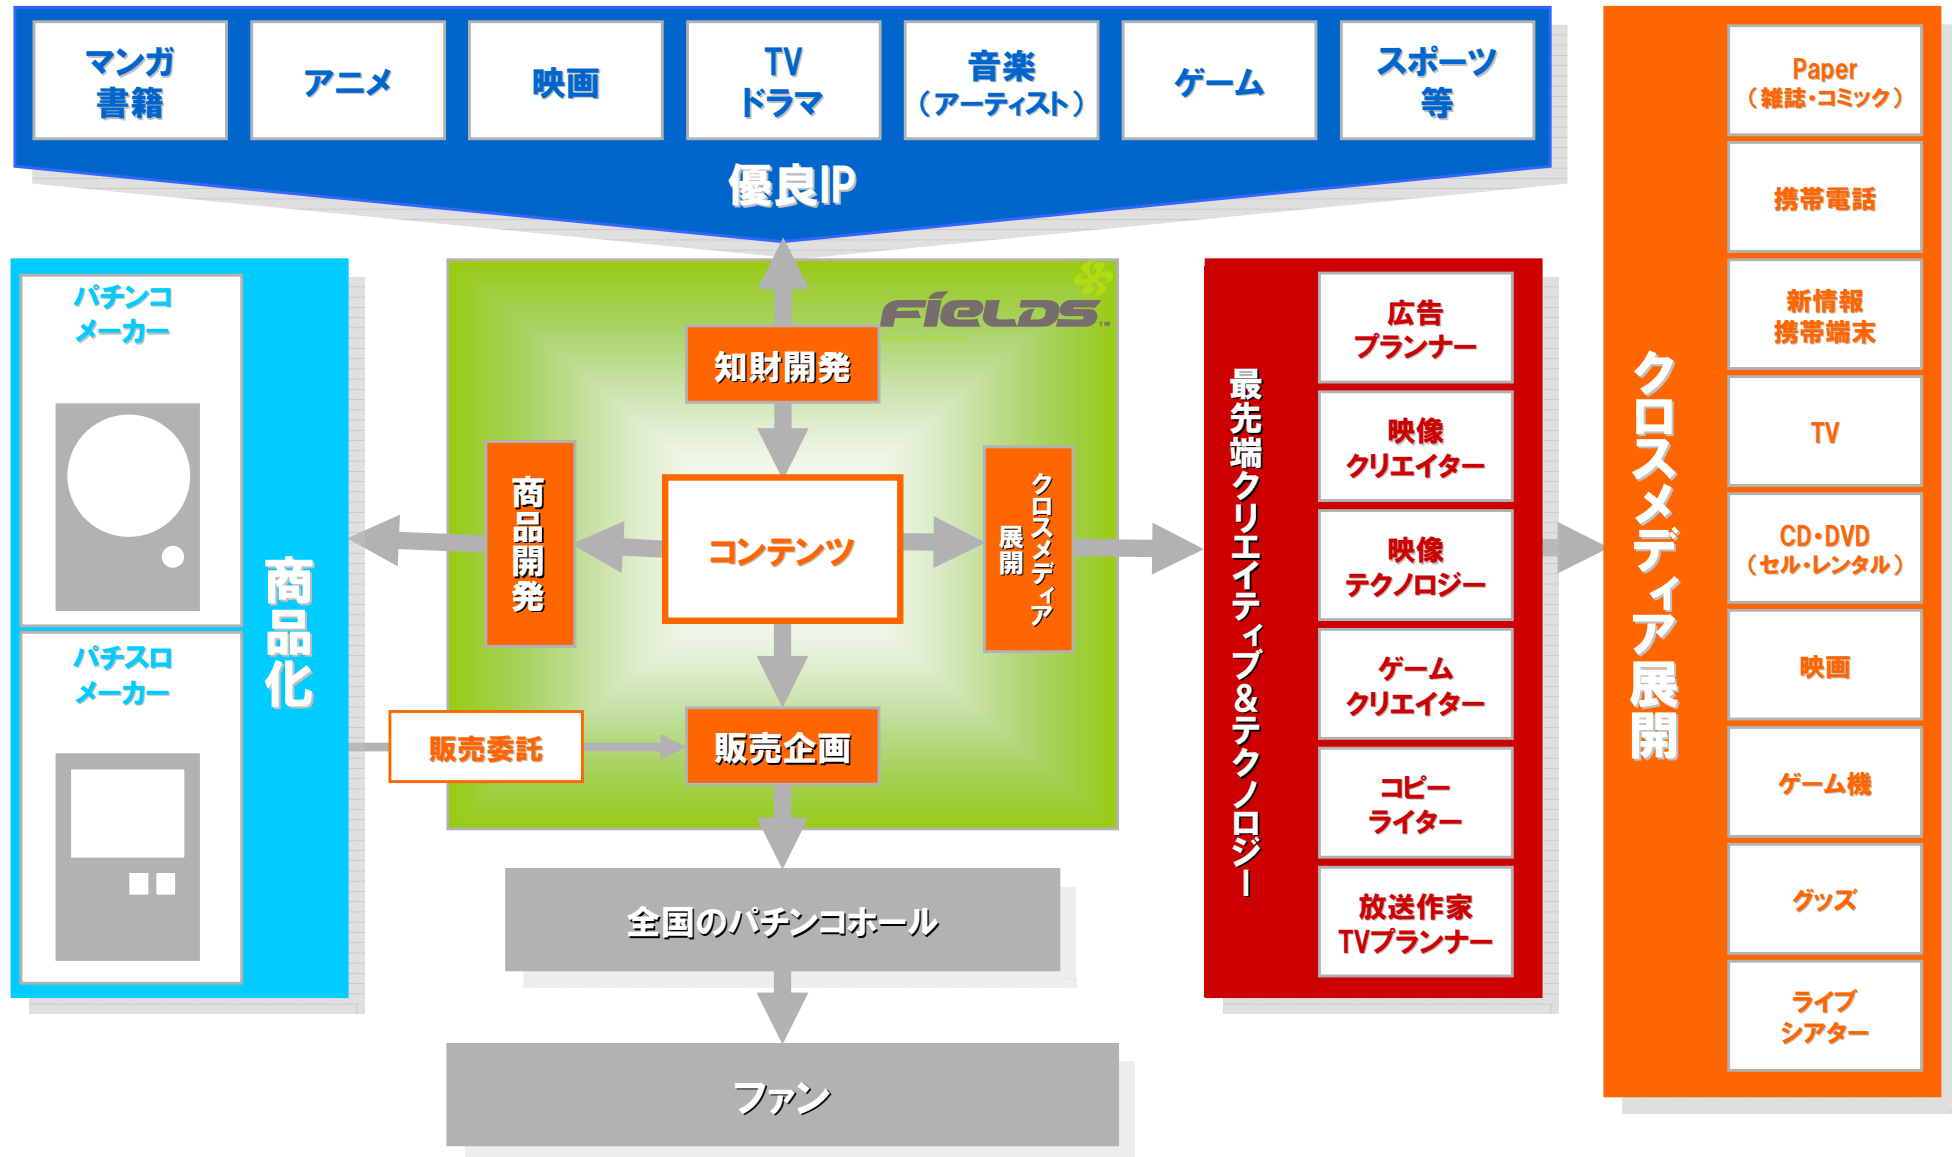 マンガ
書籍
アニメ
映画
TV
ドラマ
音楽
（アーティスト）
ゲーム
スポーツ
等
優良IP
パチンコ
メーカー
パチスロ
メーカー
商品化
FIELDS™
知財開発
商品開発
コンテンツ
クロスメディア
展開
販売委託
販売企画
全国のパチンコホール
ファン
最先端クリエイティブ&テクノロジー
広告
プランナー
映像
クリエイター
映像
テクノロジー
ゲーム
クリエイター
コピー
ライター
放送作家
TVプランナー
クロスメディア展開
Paper
（雑誌・コミック）
携帯電話
新情報
携帯端末
TV
CD・DVD
（セル・レンタル）
映画
ゲーム機
グッズ
ライブ
シアター